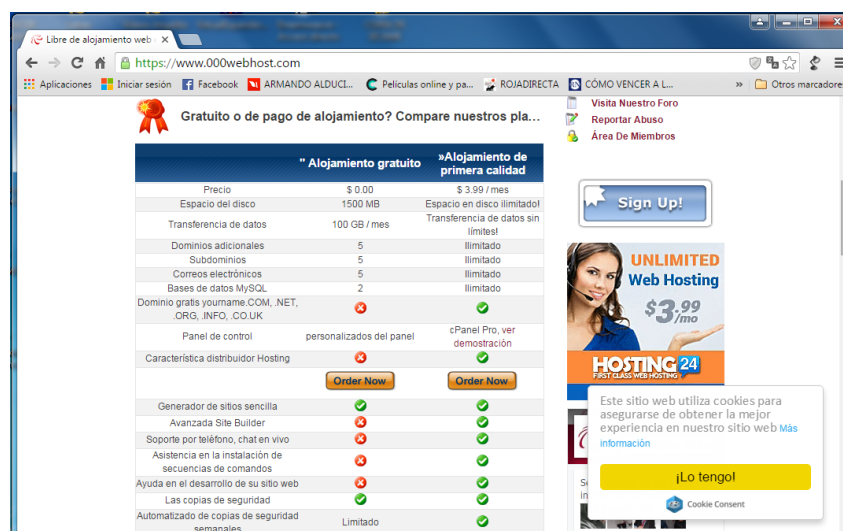 Libre de alojamiento web
https://www.000webhost.com
Aplicaciones Iniciar sesión Facebook ARMANDO ALDUCI... Películas online y pa... ROJADIRECTA CÓMO VENCER A L... » Otros marcadore
Gratuito o de pago de alojamiento? Compare nuestros pla...
" Alojamiento gratuito
»Alojamiento de
primera calidad
Precio $ 0.00 $ 3.99 / mes
Espacio del disco 1500 MB Espacio en disco ilimitado!
Transferencia de datos 100 GB / mes Transferencia de datos sin
límites!
Dominios adicionales 5 Ilimitado
Subdominios 5 Ilimitado
Correos electrónicos 5 Ilimitado
Bases de datos MySQL 2 Ilimitado
Dominio gratis yourname.COM, .NET,
.ORG, .INFO, .CO.UK
Panel de control personalizados del panel cPanel Pro, ver
demostración
Característica distribuidor Hosting
Order Now Order Now
Generador de sitios sencilla
Avanzada Site Builder
Soporte por teléfono, chat en vivo
Asistencia en la instalación de
secuencias de comandos
Ayuda en el desarrollo de su sitio web
Las copias de seguridad
Automatizado de copias de seguridad
semanales
Limitado
Visita Nuestro Foro
Reportar Abuso
Área De Miembros
Sign Up!
UNLIMITED
Web Hosting
$3.99
/mo
HOSTING 24
FIRST CLASS WEB HOSTING
Este sitio web utiliza cookies para
asegurarse de obtener la mejor
experiencia en nuestro sitio web Más
información
¡Lo tengo!
Cookie Consent